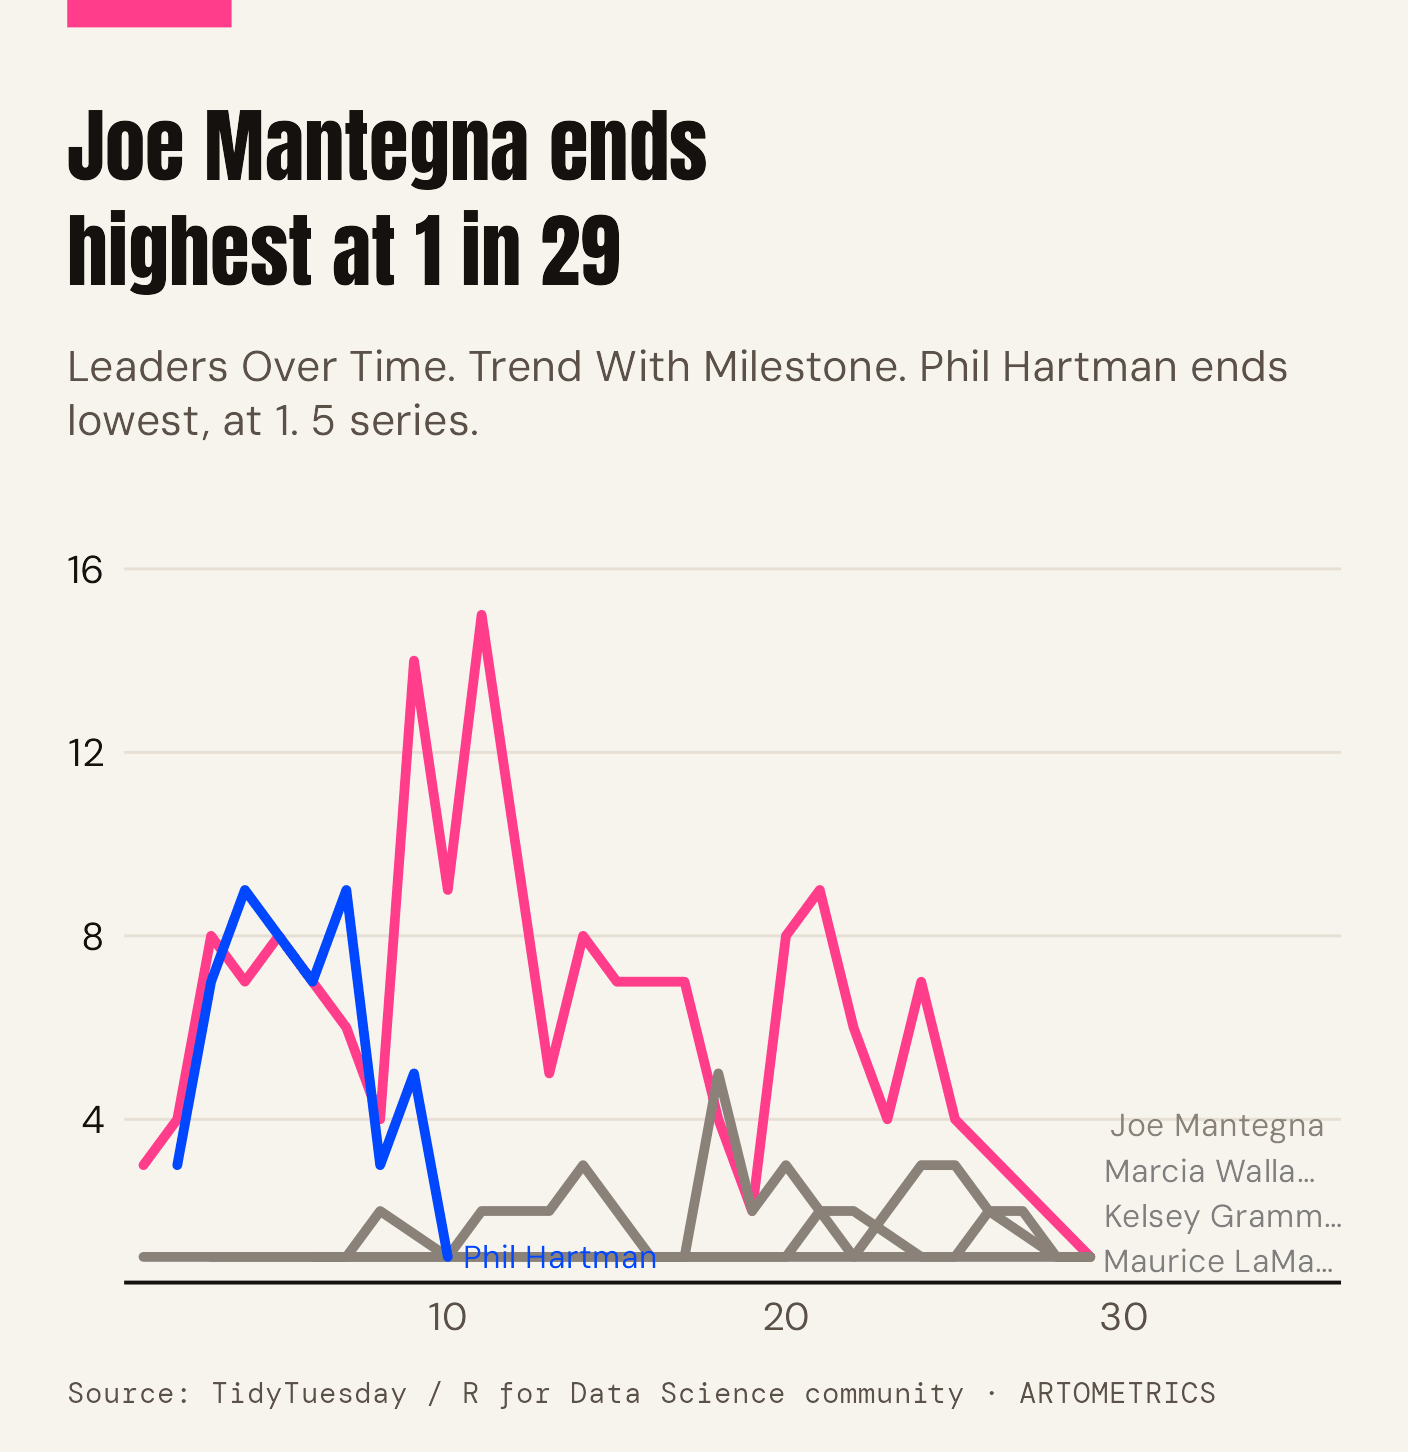 Joe Mantegna ends
highest at 1 in 29
Leaders Over Time. Trend With Milestone. Phil Hartman ends
lowest, at 1. 5 series.
16
12
8
4
Joe Mantegna
Marcia Walla…
Kelsey Gramm…
Phil Hartman
Maurice LaMa…
10
20
30
Source: TidyTuesday / R for Data Science community · ARTOMETRICS